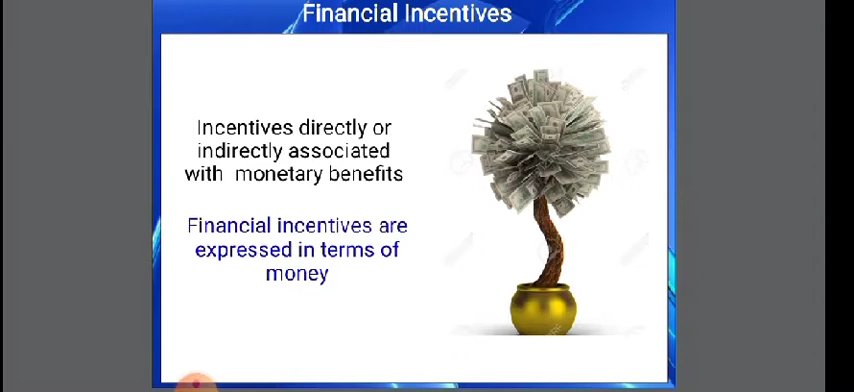 Financial Incentives
Incentives directly or
indirectly associated
with monetary benefits
Financial incentives are
expressed in terms of
money